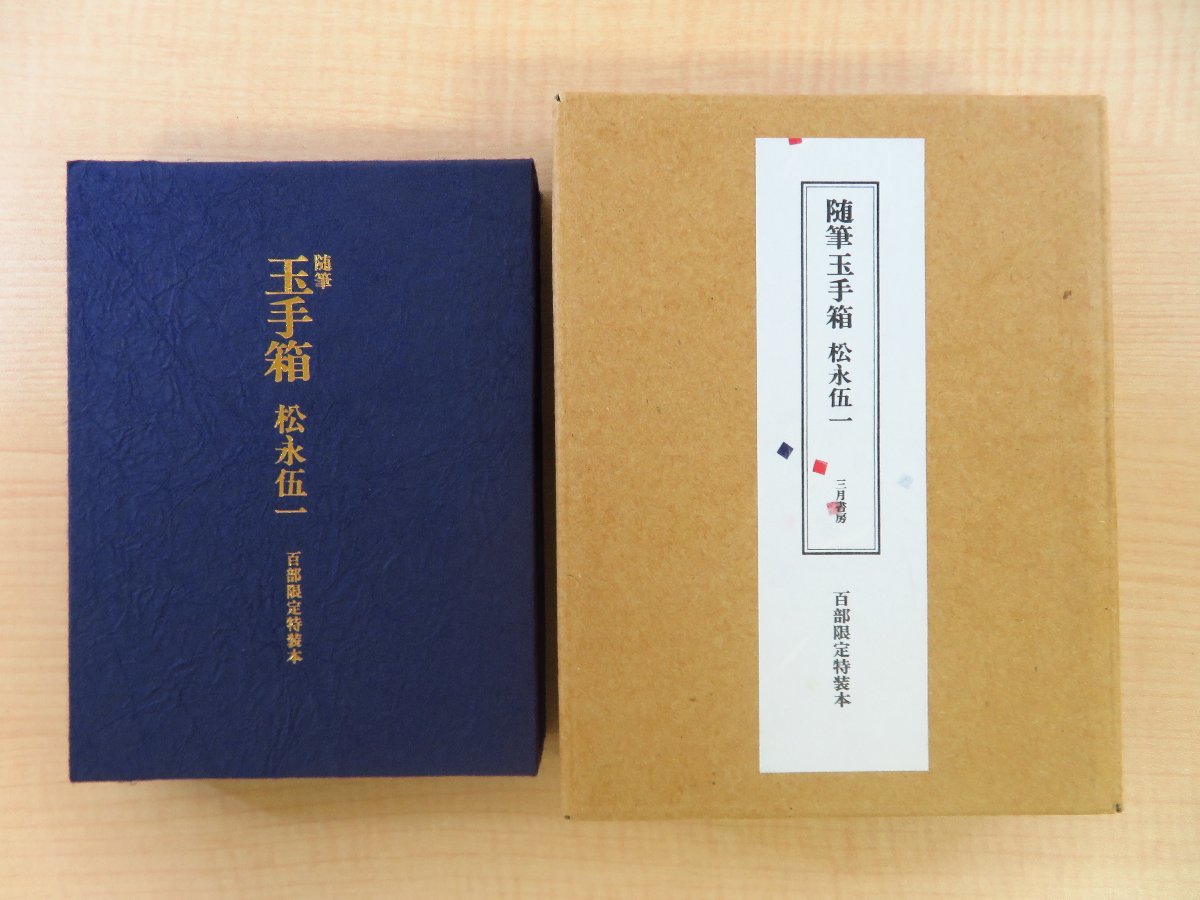 随筆
玉手箱
松永伍一
百部限定特装本
随筆玉手箱 松永伍一
三月書房
百部限定特装本